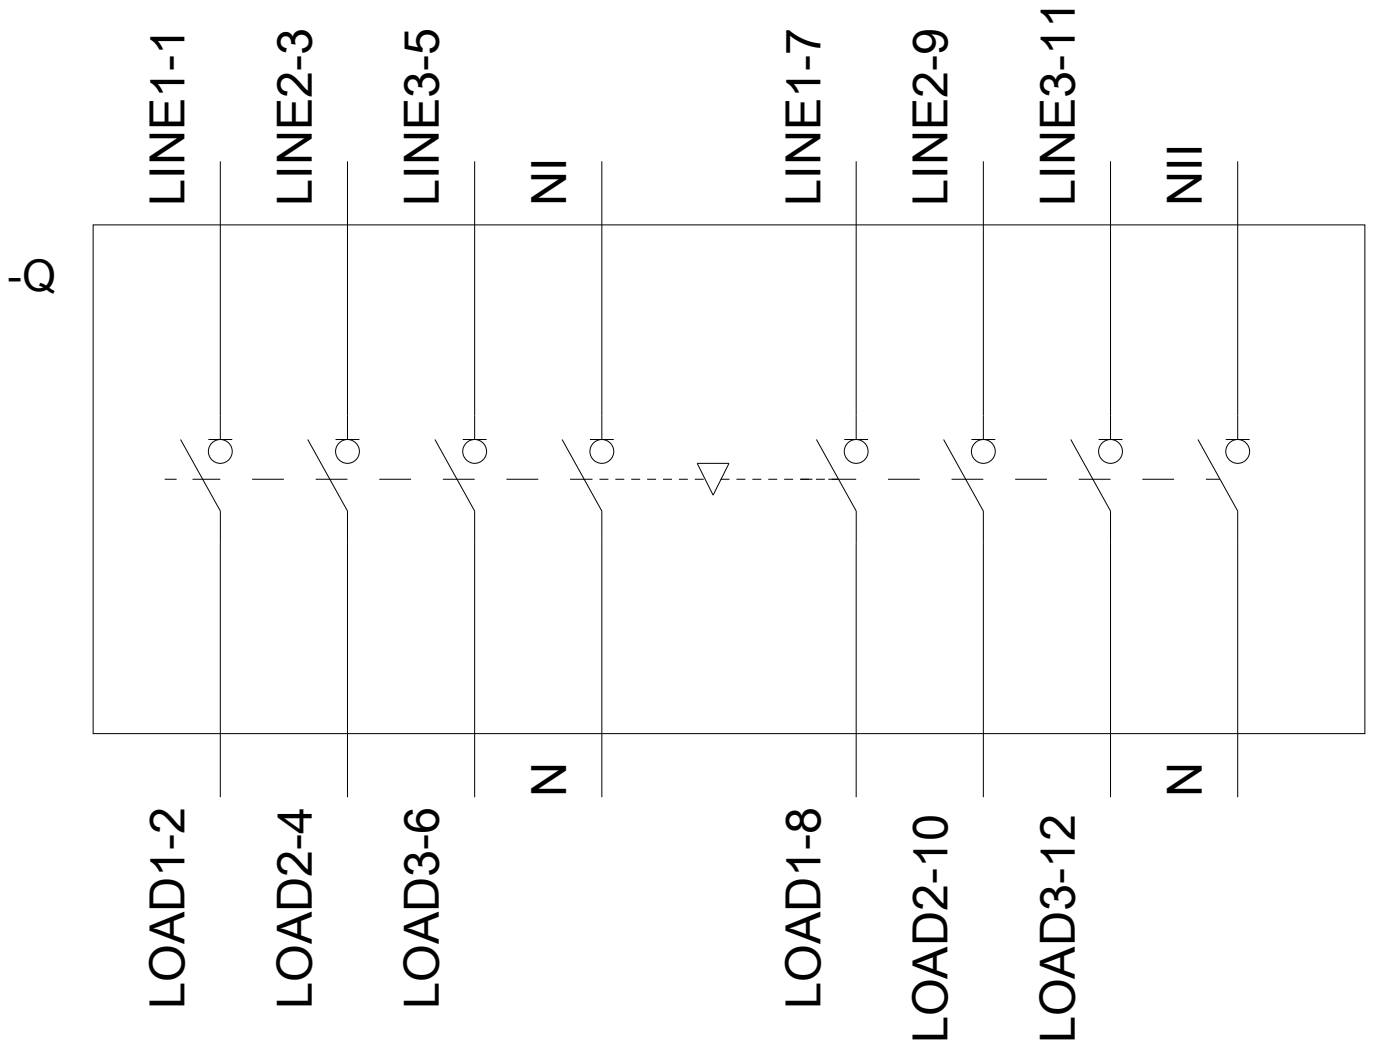 LINE1-1
LINE2-3
LINE3-5
NI
LINE1-7
LINE2-9
LINE3-11
NII
-Q
LOAD1-2
LOAD2-4
LOAD3-6
N
LOAD1-8
LOAD2-10
LOAD3-12
N